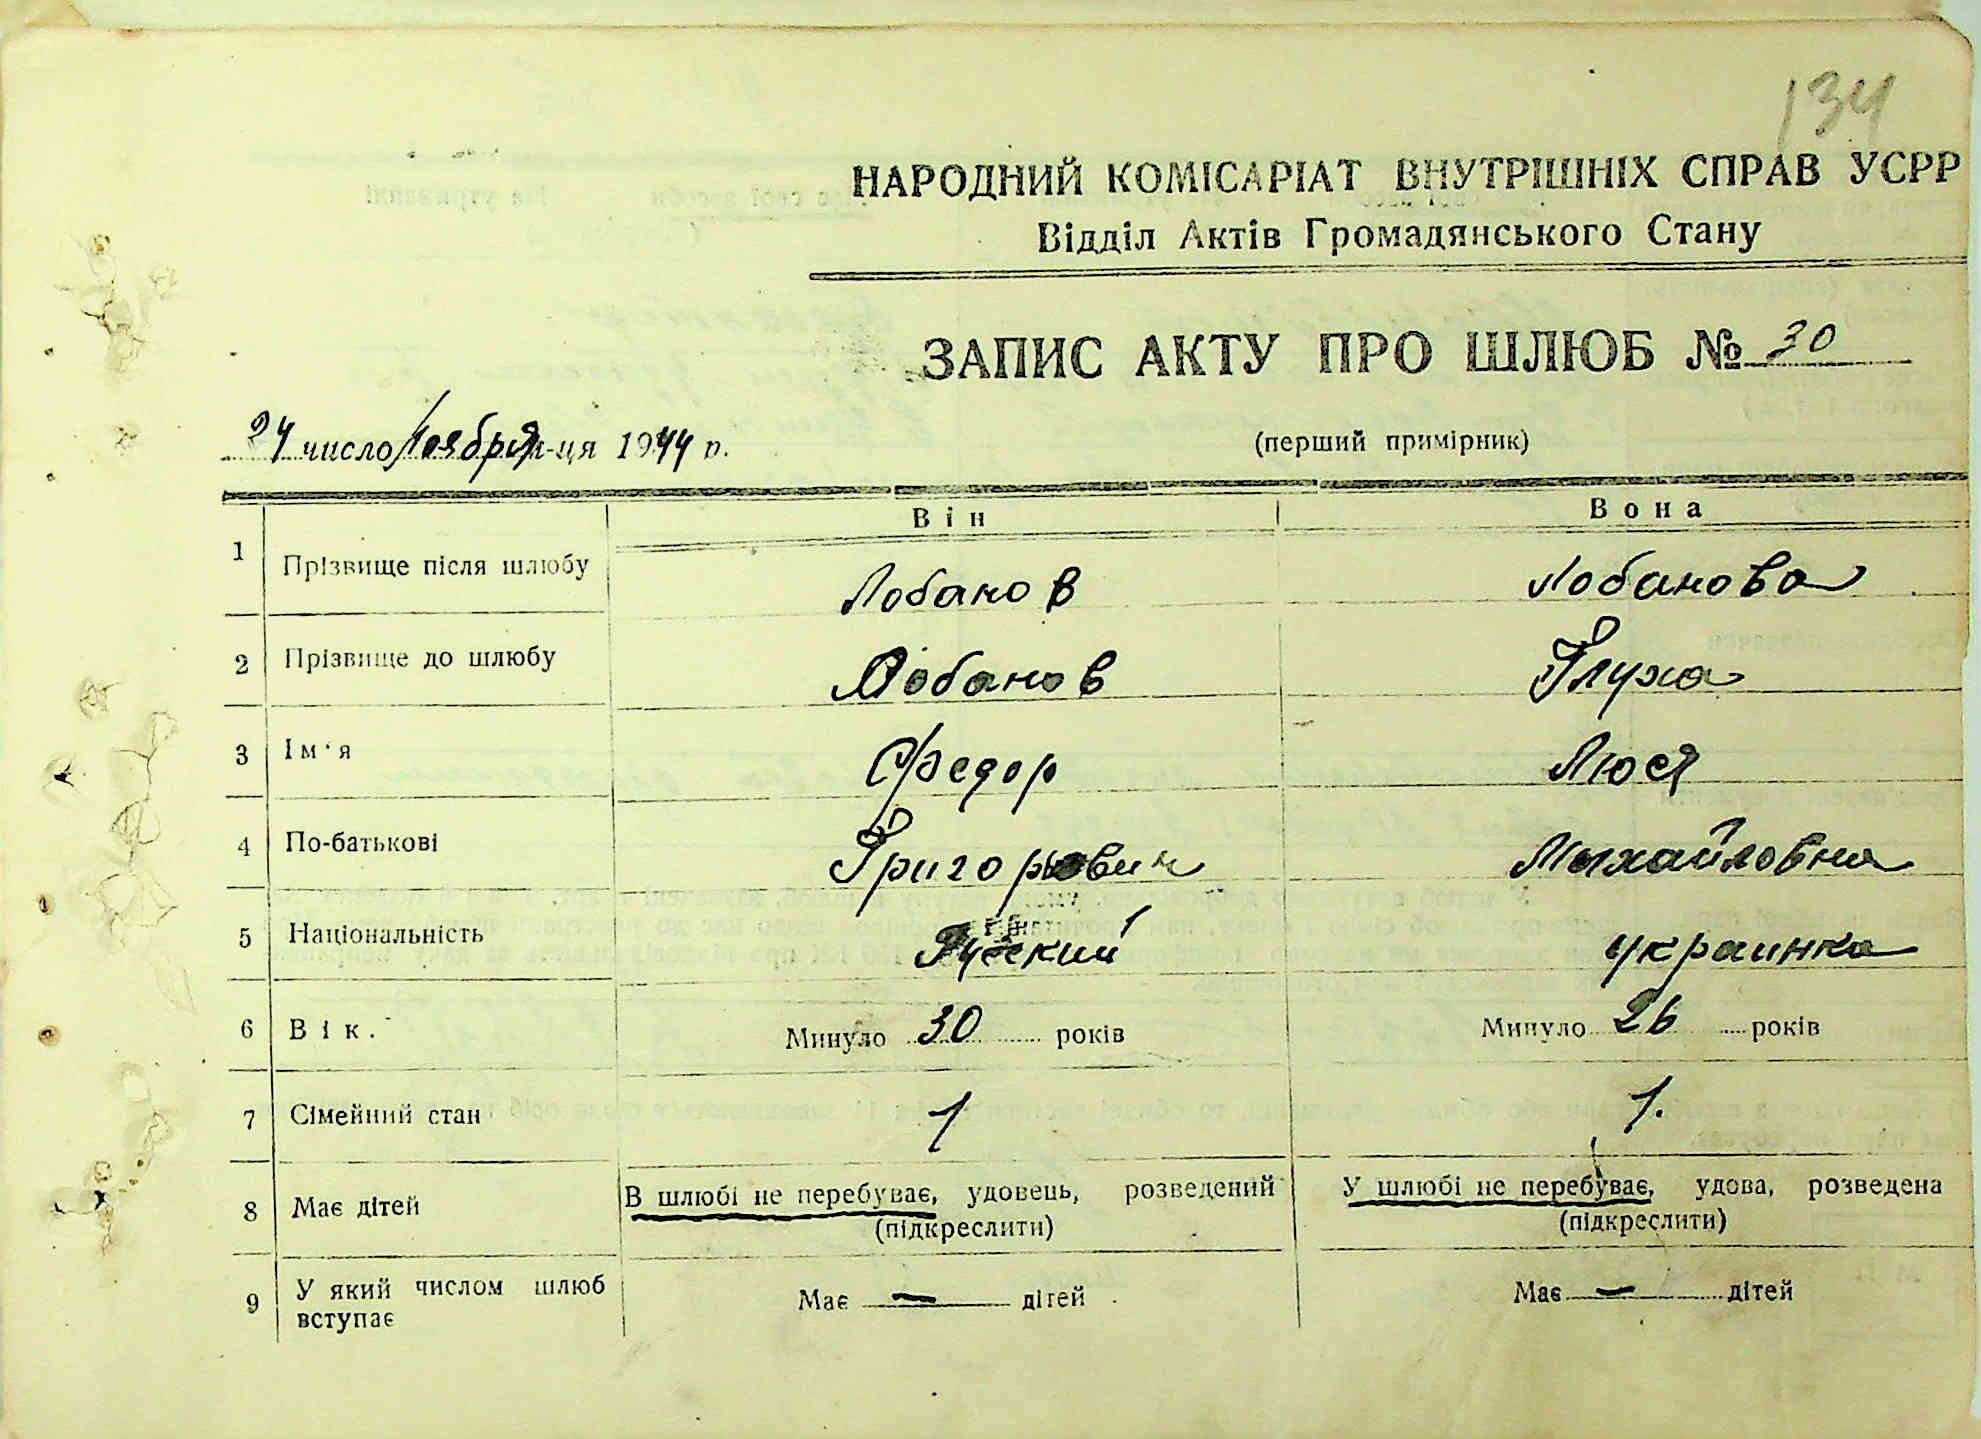 134
НАРОДНИЙ КОМІСАРІАТ ВНУТРІШНІХ СПРАВ УСРР
Відділ Актів Громадянського Стану
ЗАПИС АКТУ ПРО ШЛЮБ № 30
24 число Ноября м-ця 1944 р.
(перший примірник)
Він Вона
1 Прізвище після шлюбу Лобанов Лобанова
2 Прізвище до шлюбу Лобанов Глуха
3 Ім'я Федор Люся
4 По-батькові Григорович Михайловна
5 Національність Русский украинка
6 Вік. Минуло 30 років Минуло 26 років
7 Сімейний стан 1 1.
8 Має дітей В шлюбі не перебуває, удовець, розведений У шлюбі не перебуває, удова, розведена
(підкреслити) (підкреслити)
9 У який числом шлюб вступає Має — дітей Має — дітей